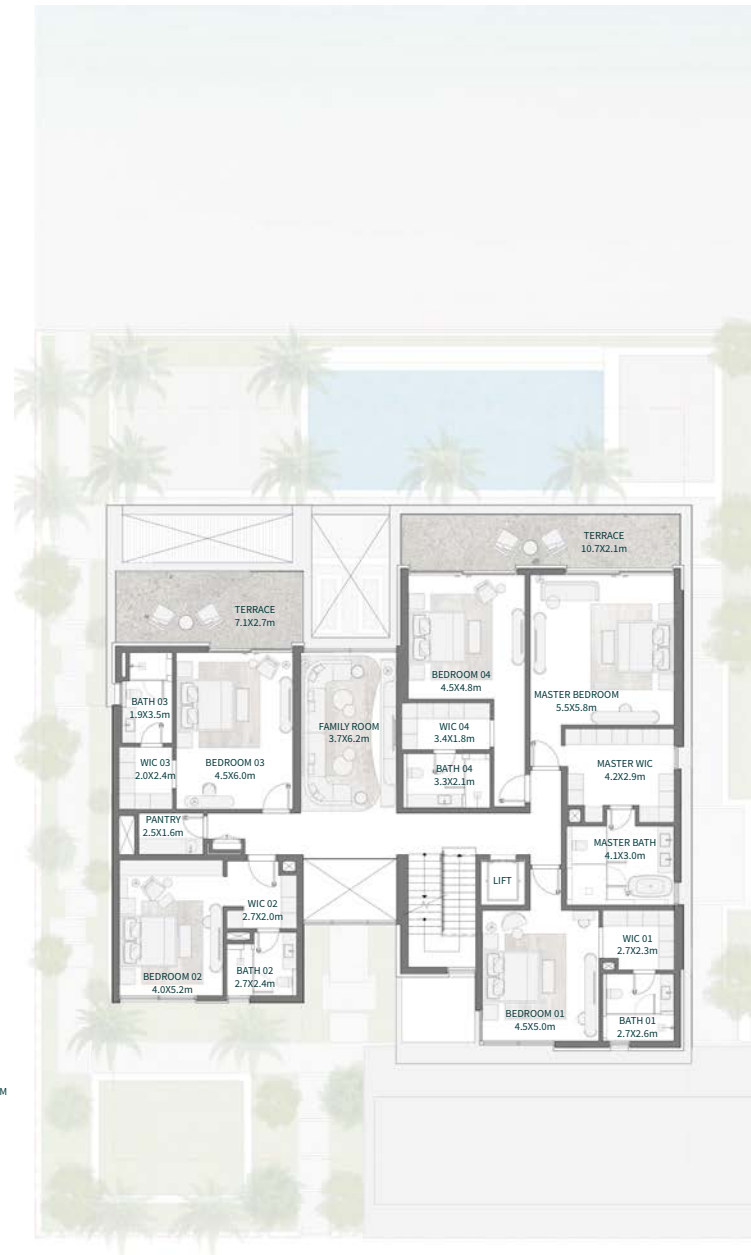 TERRACE
10.7X2.1m
TERRACE
7.1X2.7m
BEDROOM 04
4.5X4.8m
MASTER BEDROOM
5.5X5.8m
BATH 03
1.9X3.5m
FAMILY ROOM
3.7X6.2m
WIC 04
3.4X1.8m
WIC 03
2.0X2.4m
BEDROOM 03
4.5X6.0m
BATH 04
3.3X2.1m
MASTER WIC
4.2X2.9m
PANTRY
2.5X1.6m
MASTER BATH
4.1X3.0m
LIFT
WIC 02
2.7X2.0m
WIC 01
2.7X2.3m
BEDROOM 02
4.0X5.2m
BATH 02
2.7X2.4m
BEDROOM 01
4.5X5.0m
BATH 01
2.7X2.6m
M